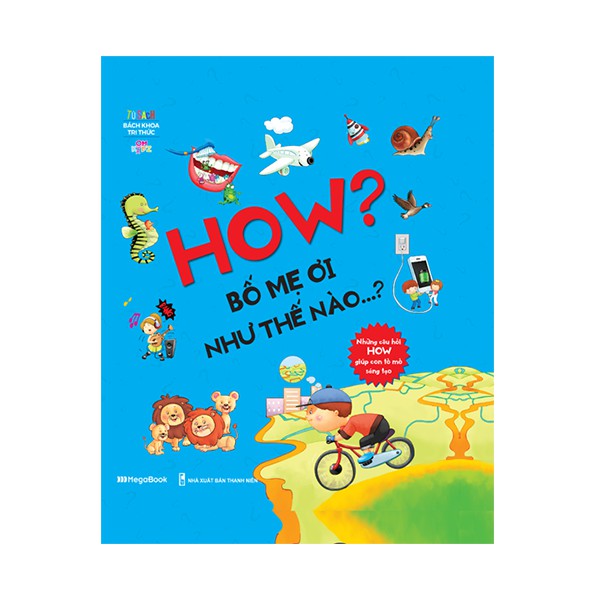 TỦ SÁCH
BÁCH KHOA
TRI THỨC
HOW?
BỐ MẸ ƠI
NHƯ THẾ NÀO...?
Những câu hỏi
HOW
giúp con tò mò
sáng tạo
MegaBook
NHÀ XUẤT BẢN THANH NIÊN